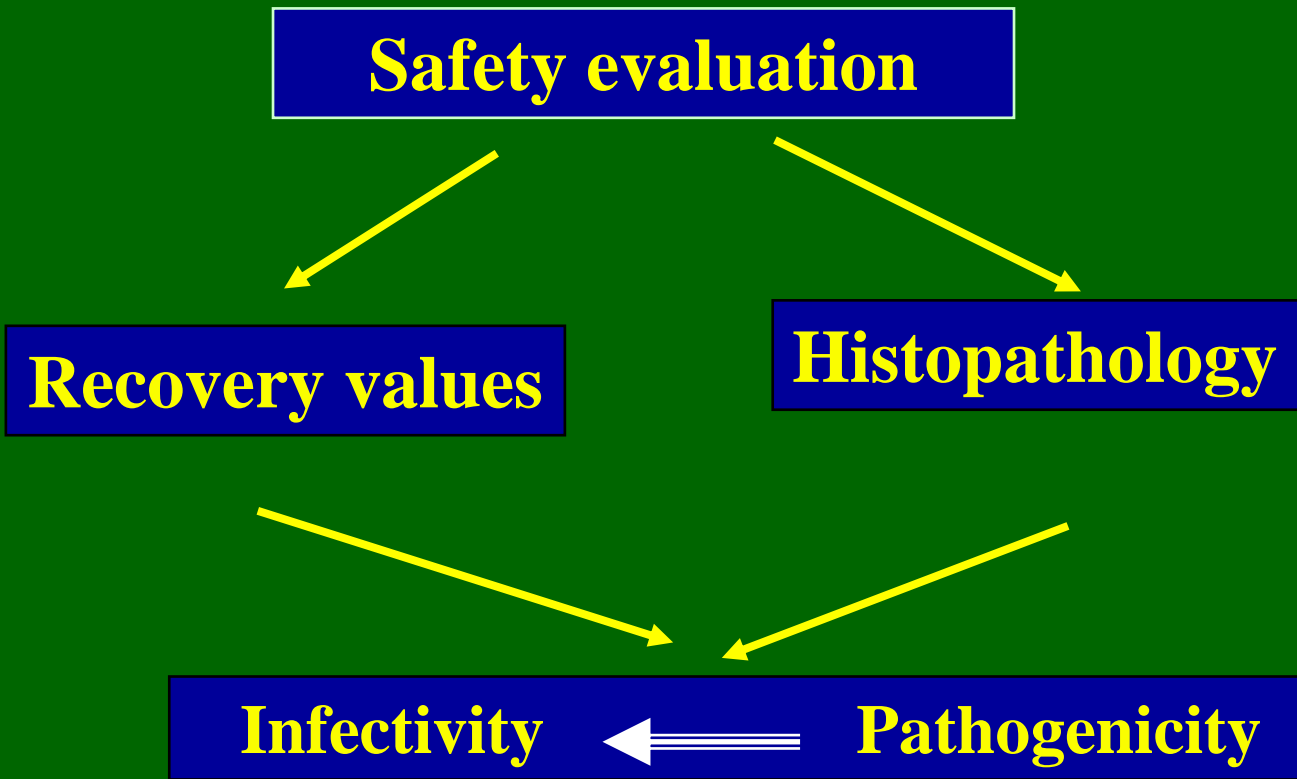 Safety evaluation
Recovery values
Histopathology
Infectivity
Pathogenicity